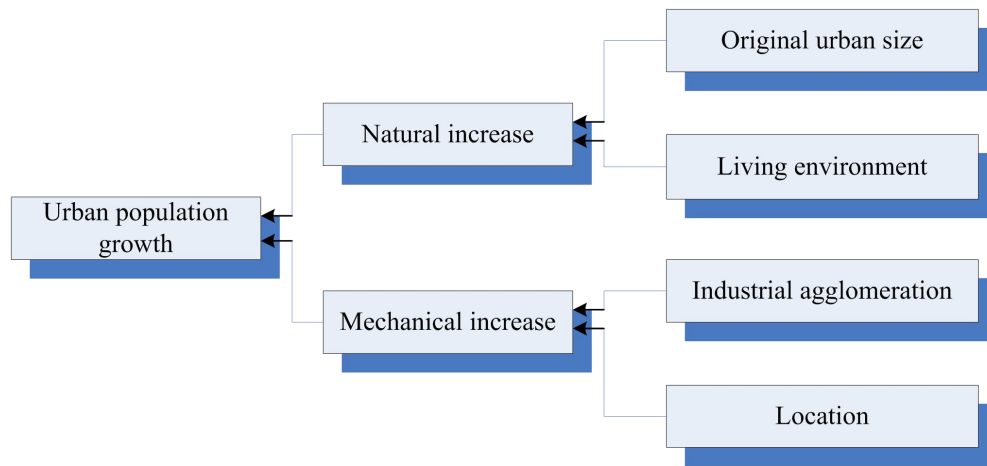 Original urban size
Natural increase
Living environment
Urban population
growth
Industrial agglomeration
Mechanical increase
Location